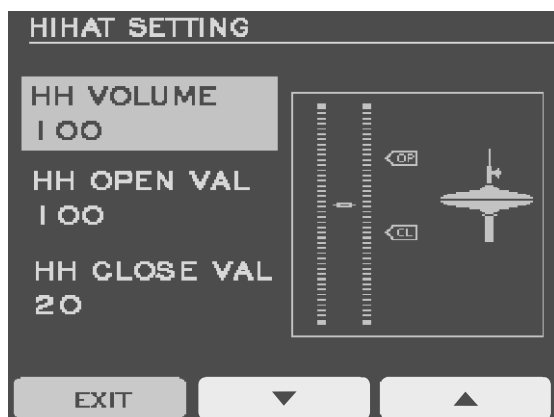 HIHAT SETTING
HH VOLUME
100
HH OPEN VAL
100
HH CLOSE VAL
20
OP
CL
EXIT